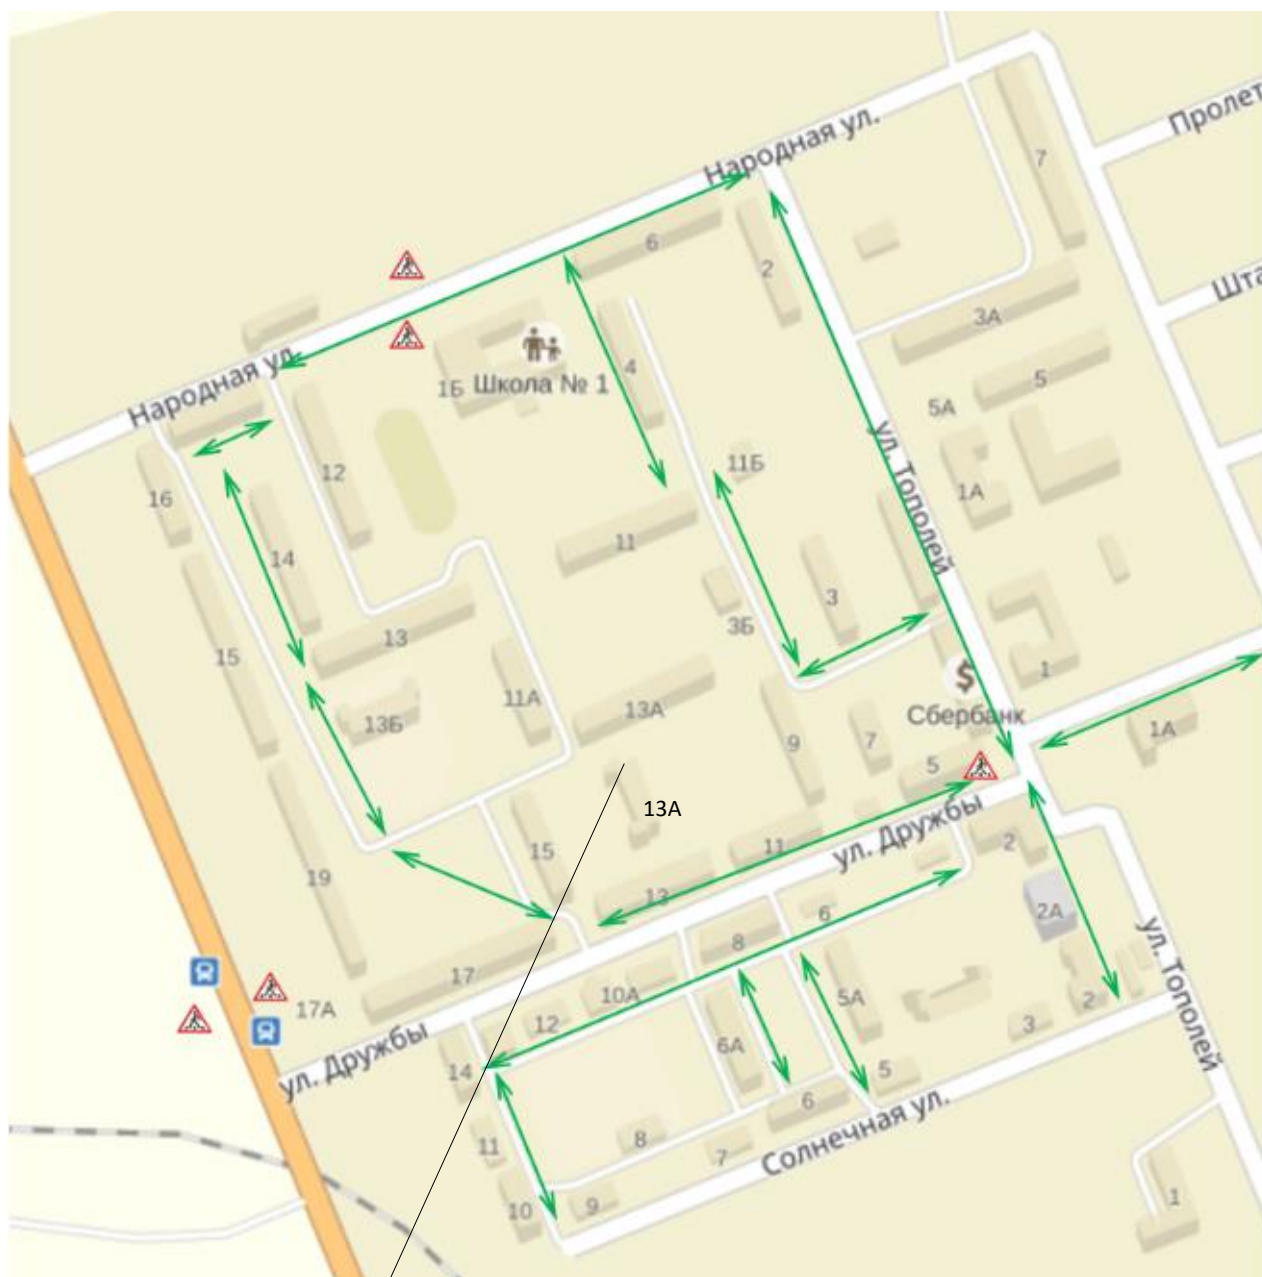 Пролет
Народная ул.
7
6
2
Шта
3А
Народная ул.
1Б
Школа № 1
4
5
5А
ул. Тополей
12
16
11Б
1А
14
11
3
3Б
13
15
11А
13А
1
13Б
Сбербанк
9
7
1А
5
13А
11
ул. Дружбы
2
15
19
13
6
2А
8
ул. Тополей
17
10А
5А
2
17А
12
6А
3
14
5
ул. Дружбы
6
11
8
7
Солнечная ул.
10
9
1